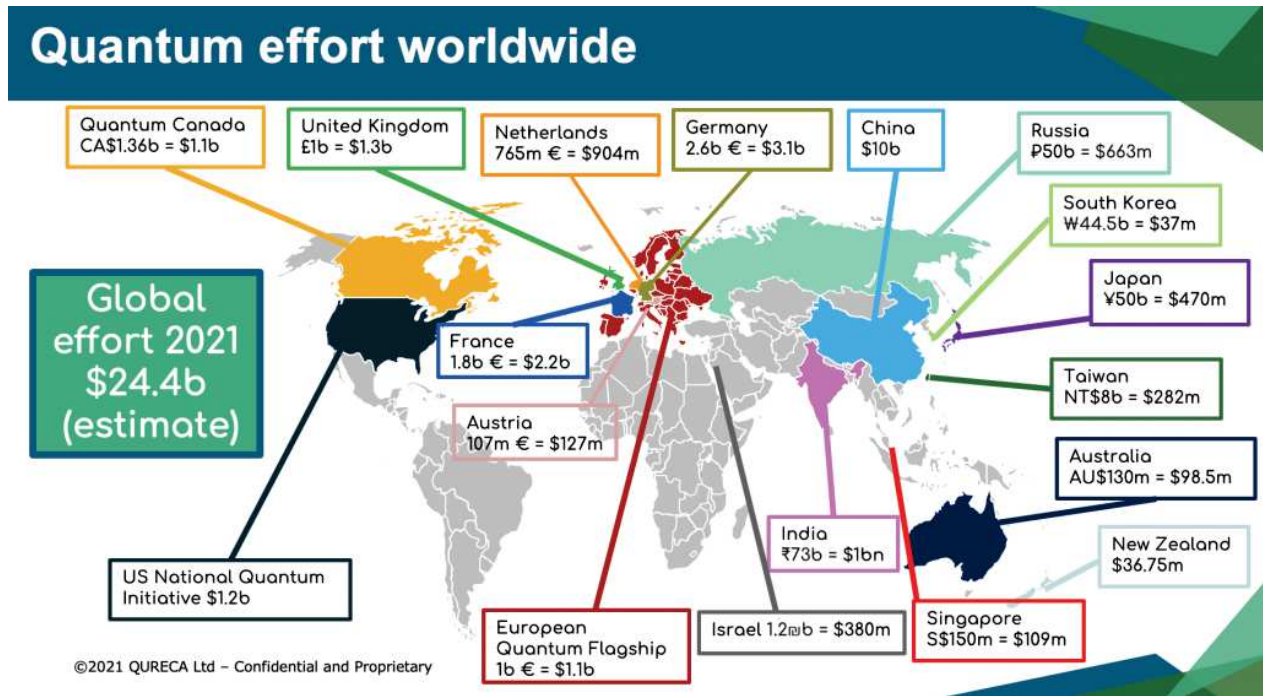 Quantum effort worldwide
Quantum Canada
CA$1.36b = $1.1b
United Kingdom
£1b = $1.3b
Netherlands
765m € = $904m
Germany
2.6b € = $3.1b
China
$10b
Russia
₽50b = $663m
South Korea
₩44.5b = $37m
Japan
¥50b = $470m
Global
effort 2021
$24.4b
(estimate)
France
1.8b € = $2.2b
Taiwan
NT$8b = $282m
Austria
107m € = $127m
Australia
AU$130m = $98.5m
India
₹73b = $1bn
New Zealand
$36.75m
US National Quantum
Initiative $1.2b
European
Quantum Flagship
1b € = $1.1b
Israel 1.2₪b = $380m
Singapore
S$150m = $109m
©2021 QURECA Ltd – Confidential and Proprietary